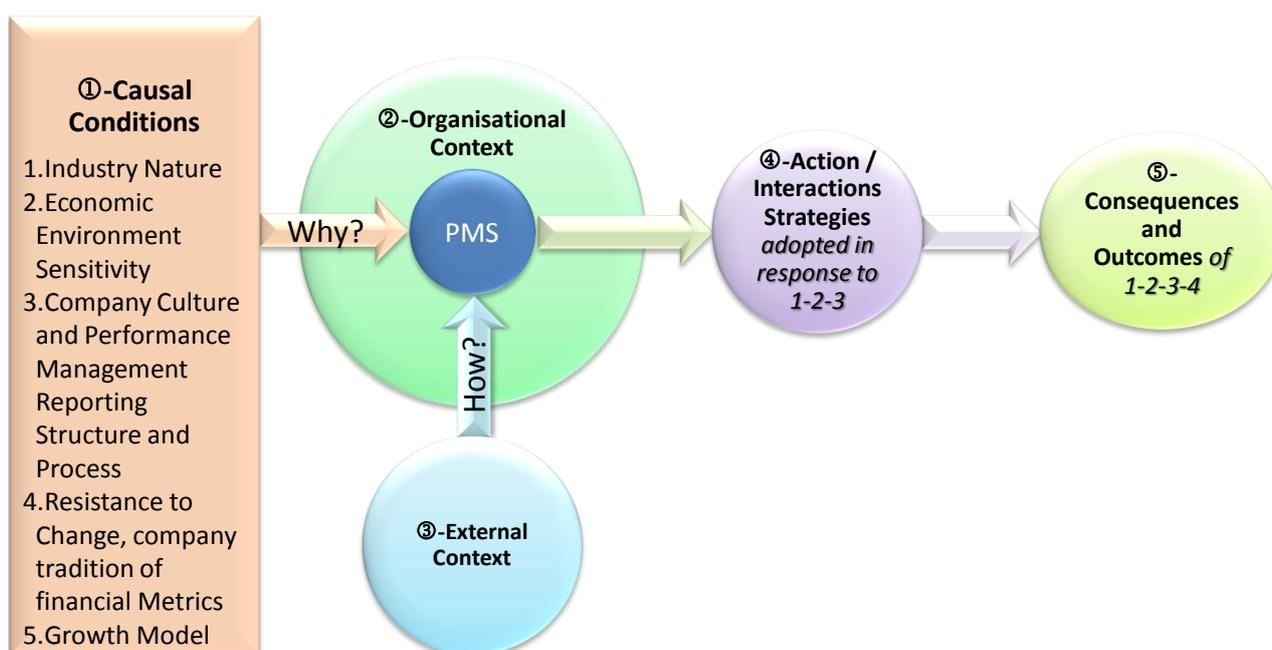 ①-Causal
Conditions
1.Industry Nature
2.Economic
Environment
Sensitivity
3.Company Culture
and Performance
Management
Reporting
Structure and
Process
4.Resistance to
Change, company
tradition of
financial Metrics
5.Growth Model
Why?
②-Organisational
Context
PMS
How?
③-External
Context
④-Action /
Interactions
Strategies
adopted in
response to
1-2-3
⑤-
Consequences
and
Outcomes of
1-2-3-4